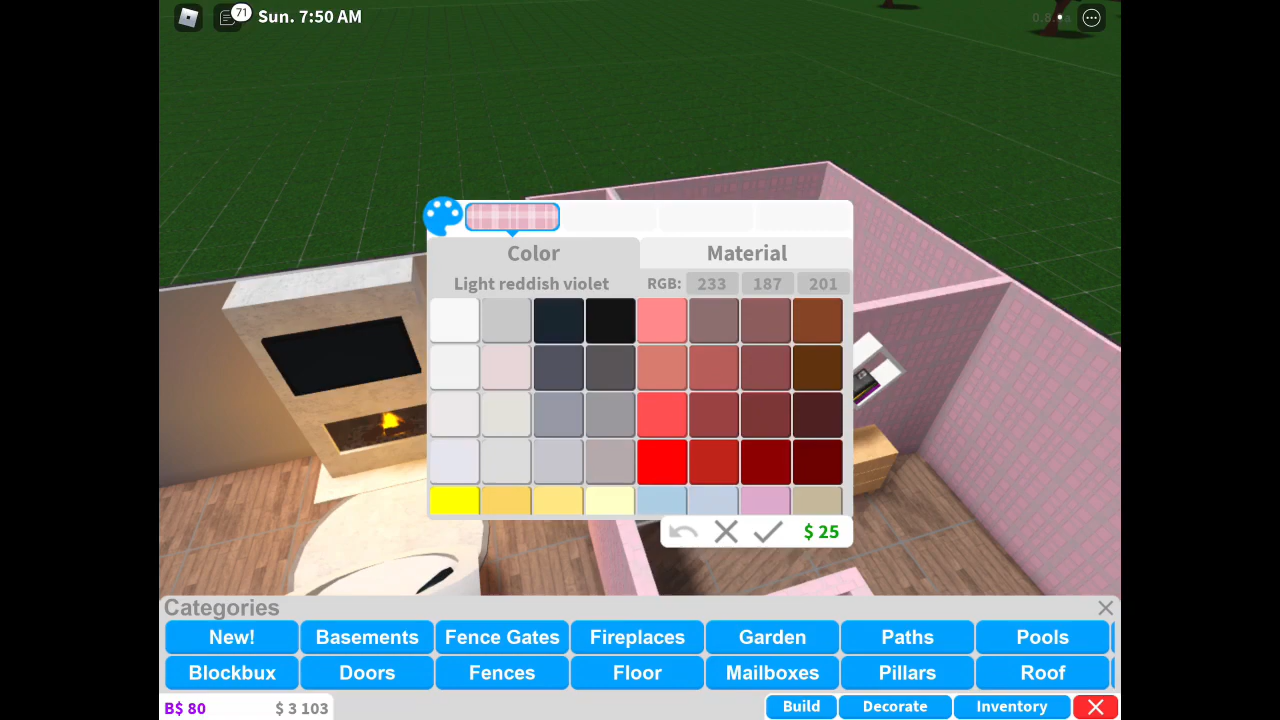 71
Sun. 7:50 AM
Color
Material
Light reddish violet
RGB: 233 187 201
$ 25
Categories
New!
Basements
Fence Gates
Fireplaces
Garden
Paths
Pools
Blockbux
Doors
Fences
Floor
Mailboxes
Pillars
Roof
B$ 80
$ 3 103
Build
Decorate
Inventory